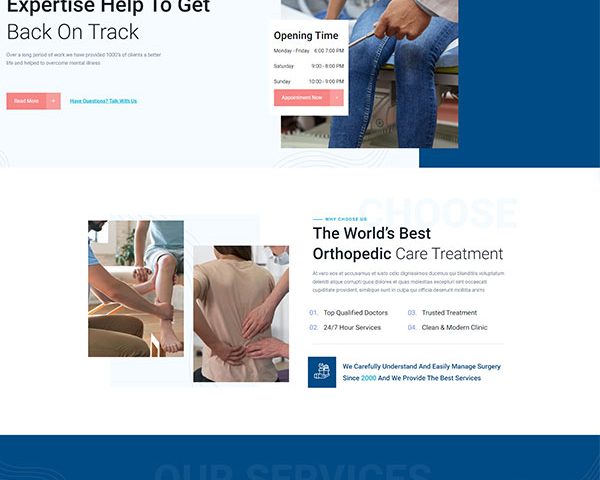 Expertise Help To Get
Back On Track
Over a long period of work we have provided 1000's of clients a better
life and helped to overcome mental illness
Read More +
Have Questions? Talk With Us
Opening Time
Monday - Friday 6:00 7:00 PM
Saturday 9:00 - 8:00 PM
Sunday 10:00 - 9:00 PM
Appointment Now +
CHOOSE
WHY CHOOSE US
The World's Best
Orthopedic Care Treatment
At vero eos et accusamus et iusto odio dignissimos ducimus qui blanditiis voluptatum
deleniti atque corrupti quos dolores et quas molestias excepturi sint occaecati
cupiditate provident, similique sunt in culpa qui officia deserunt mollitia animi
01. Top Qualified Doctors
03. Trusted Treatment
02. 24/7 Hour Services
04. Clean & Modern Clinic
We Carefully Understand And Easily Manage Surgery
Since 2000 And We Provide The Best Services
OUR SERVICES